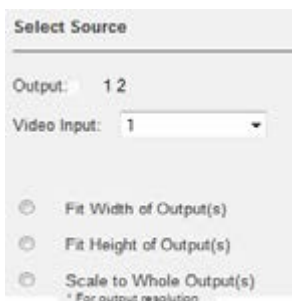 Select Source
Output: 1 2
Video Input: 1
Fit Width of Output(s)
Fit Height of Output(s)
Scale to Whole Output(s)
* For output resolution